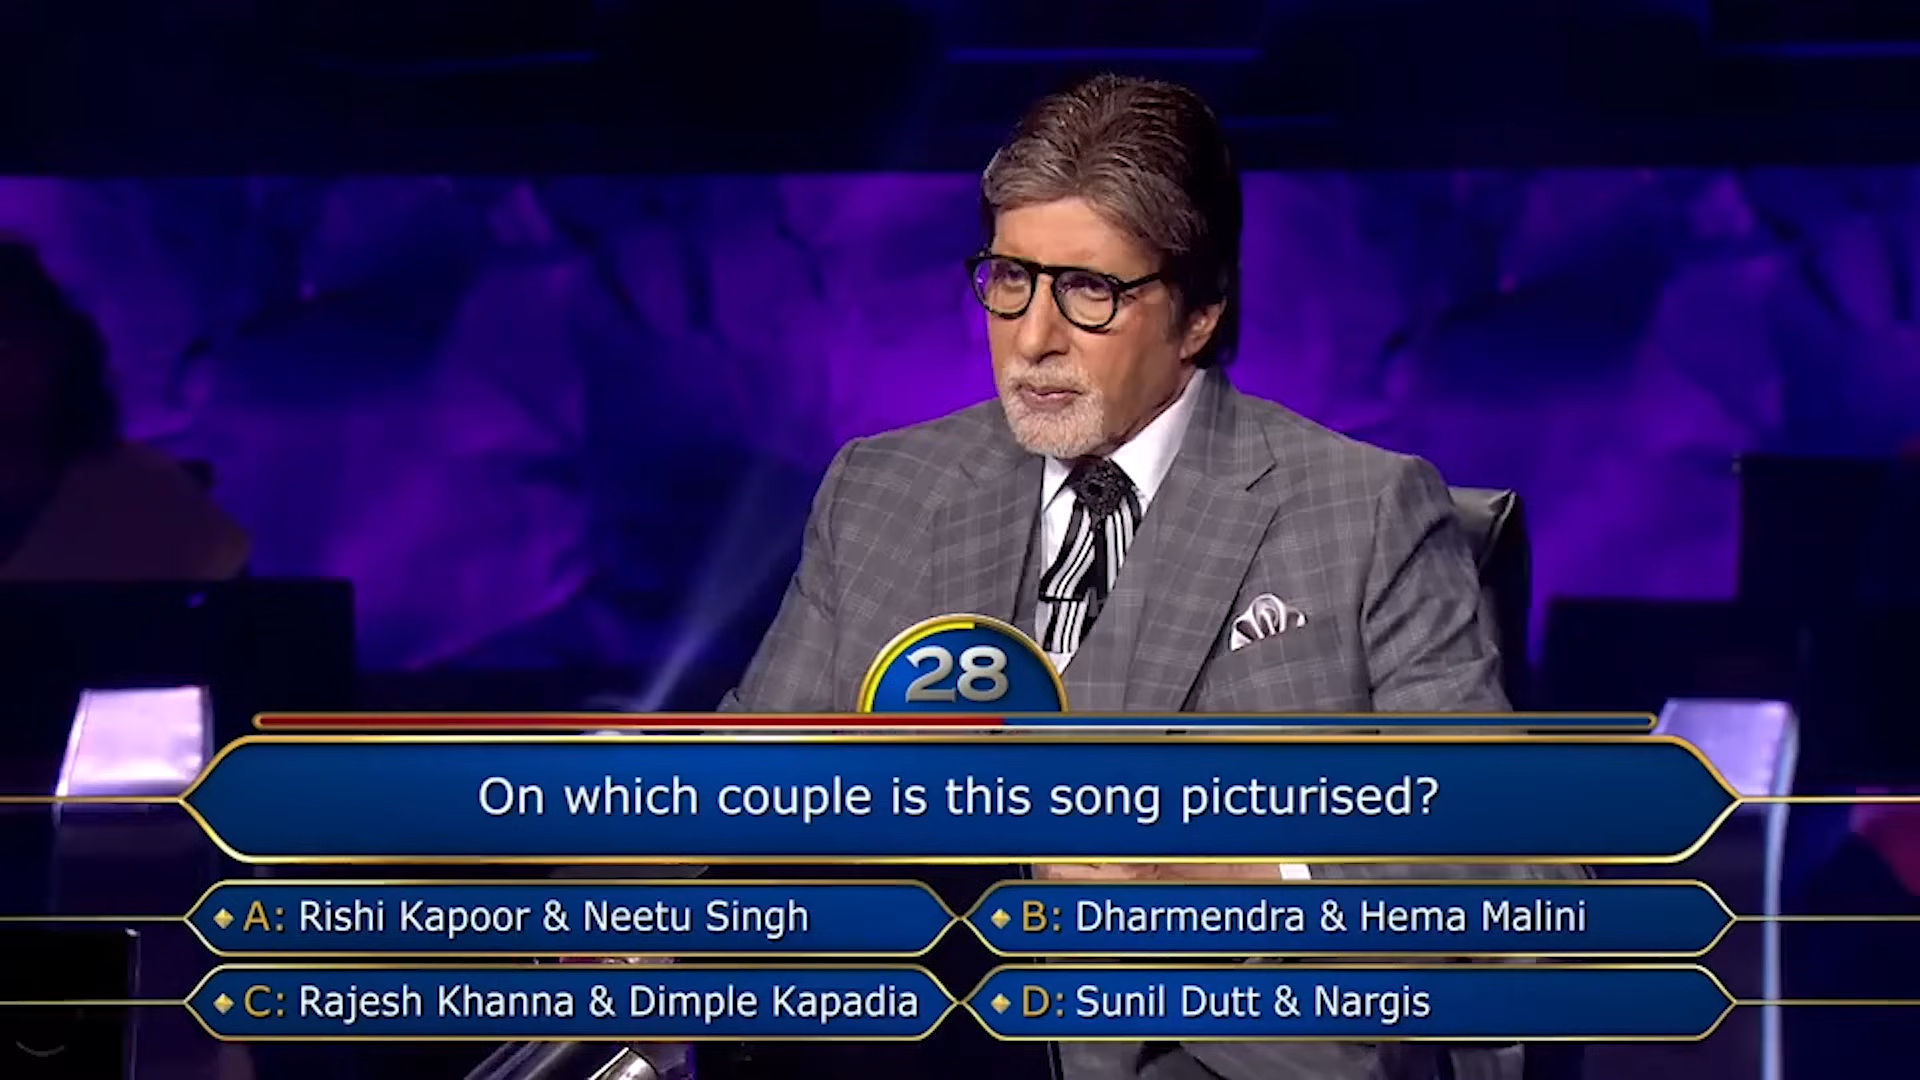 28
On which couple is this song picturised?
A: Rishi Kapoor & Neetu Singh
B: Dharmendra & Hema Malini
C: Rajesh Khanna & Dimple Kapadia
D: Sunil Dutt & Nargis